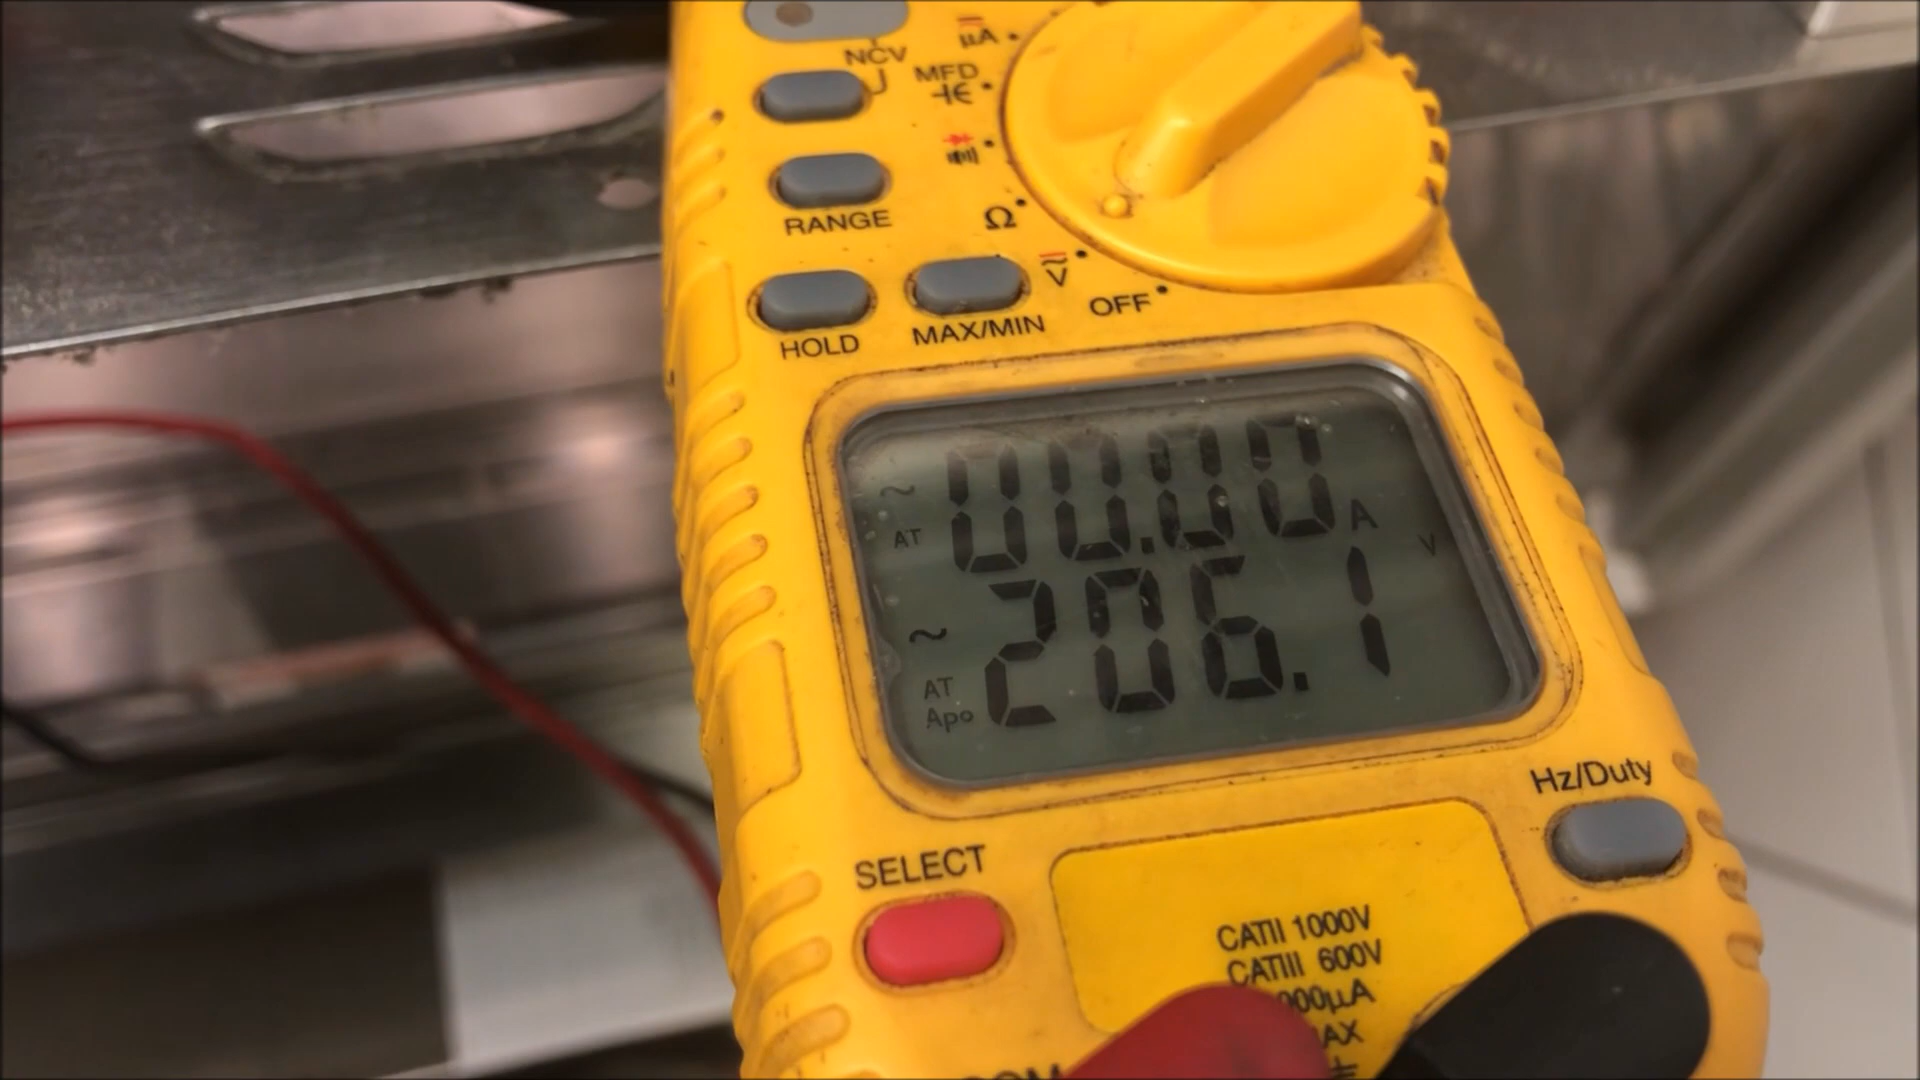 NCV
µA
MFD
RANGE
Ω
HOLD
MAX/MIN
V
OFF
~
AT
00.00
A
V
~
AT
Apo
206.1
Hz/Duty
SELECT
CATII 1000V
CATIII 600V